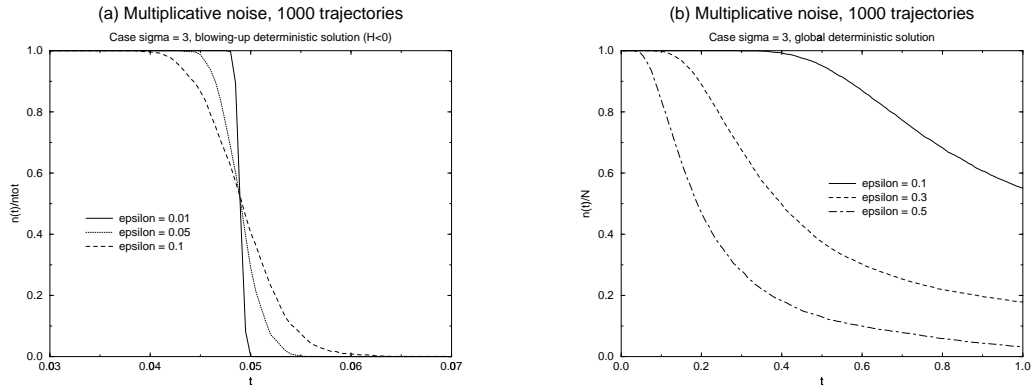 (a) Multiplicative noise, 1000 trajectories
Case sigma = 3, blowing-up deterministic solution (H<0)
1.0
0.8
0.6
0.4
0.2
0.0
n(t)/ntot
epsilon = 0.01
epsilon = 0.05
epsilon = 0.1
0.03
0.04
0.05
0.06
0.07
t
(b) Multiplicative noise, 1000 trajectories
Case sigma = 3, global deterministic solution
1.0
0.8
0.6
0.4
0.2
0.0
n(t)/N
epsilon = 0.1
epsilon = 0.3
epsilon = 0.5
0.0
0.2
0.4
0.6
0.8
1.0
t